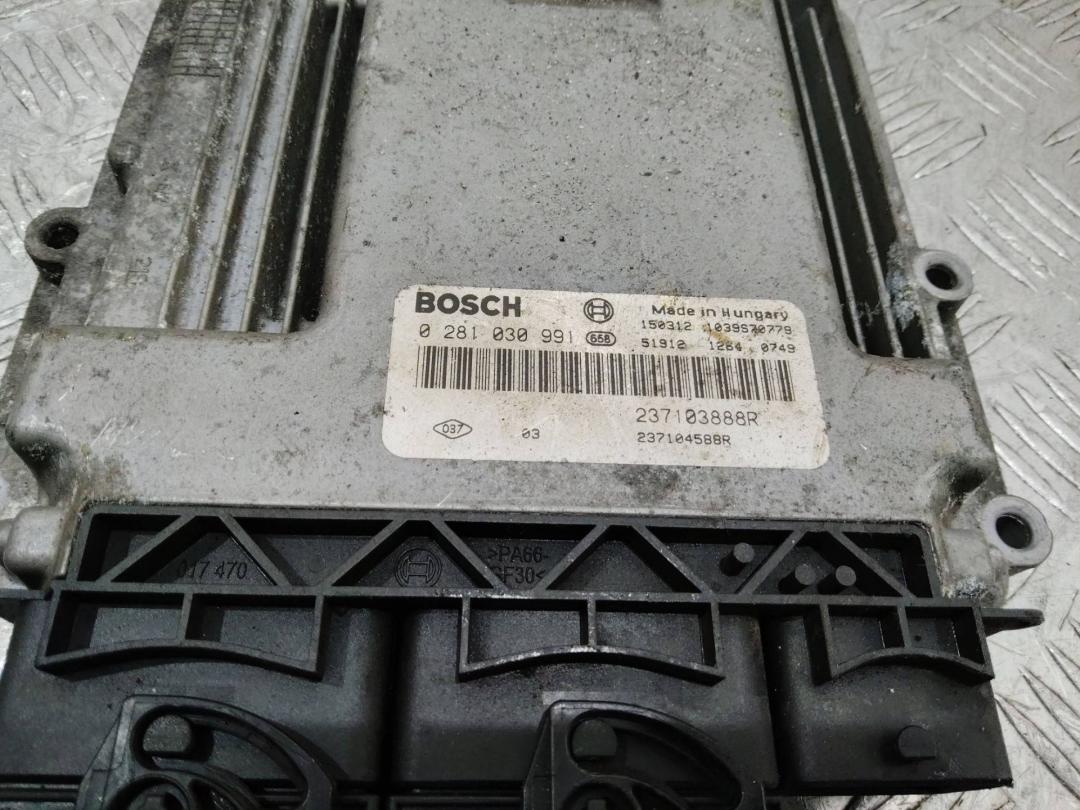 BOSCH Made in Hungary
150312 1039S70779
0 281 030 991 658 51912 1264 0749
237103888R
037 03 237104588R
017 470 >PA66-
GF30<